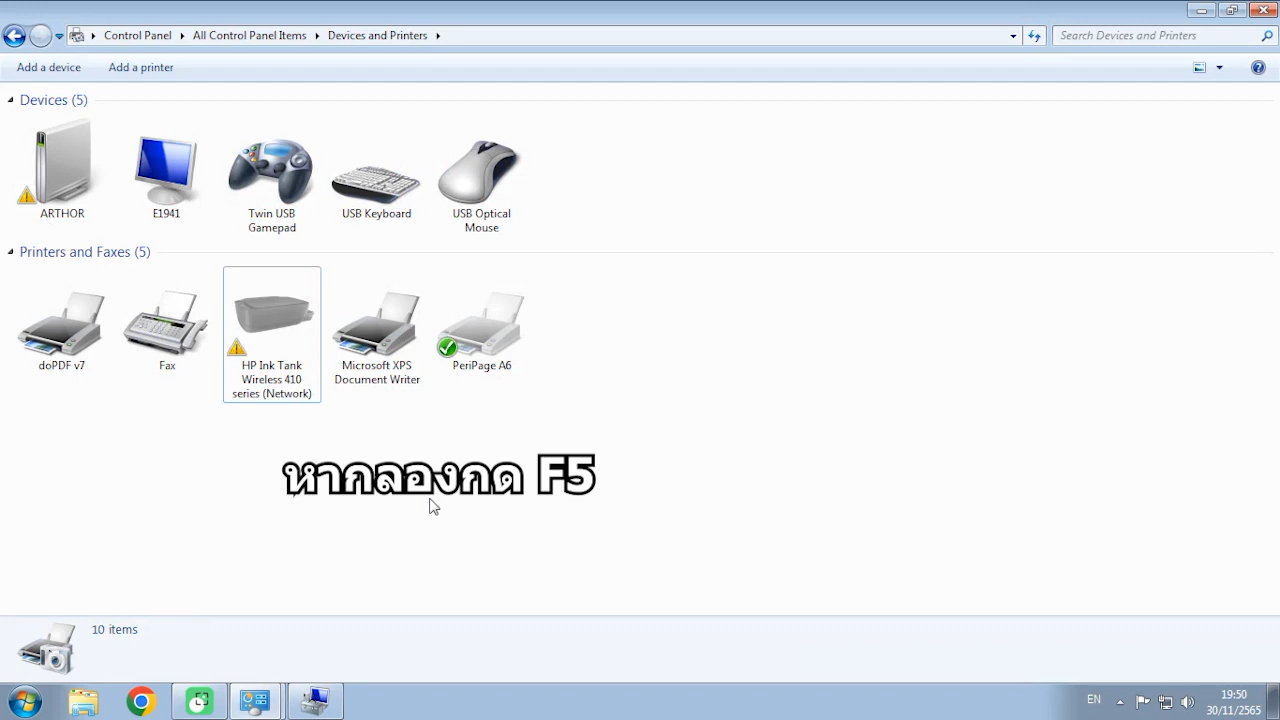 Control Panel
All Control Panel Items
Devices and Printers
Search Devices and Printers
Add a device
Add a printer
Devices (5)
ARTHOR
E1941
Twin USB
Gamepad
USB Keyboard
USB Optical
Mouse
Printers and Faxes (5)
doPDF v7
Fax
HP Ink Tank
Wireless 410
series (Network)
Microsoft XPS
Document Writer
PeriPage A6
หากลองกด F5
10 items
EN
19:50
30/11/2565